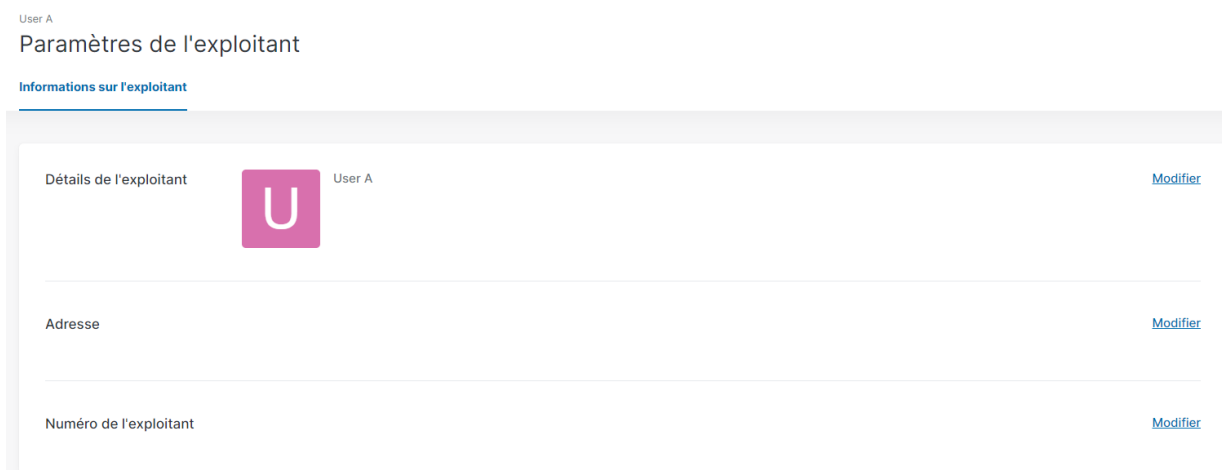 User A
Paramètres de l'exploitant
Informations sur l'exploitant
Détails de l'exploitant
U
User A
Modifier
Adresse
Modifier
Numéro de l'exploitant
Modifier